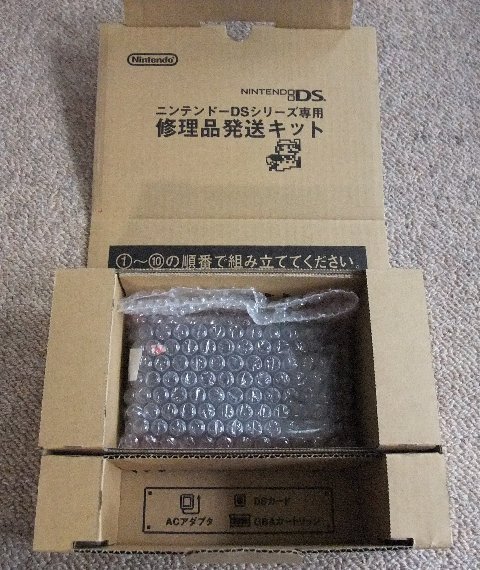 Nintendo
NINTENDO DS
ニンテンドーDSシリーズ専用
修理品発送キット
①〜⑩の順番で組み立ててください
ACアダプタ
DSカード
GBAカートリッジ